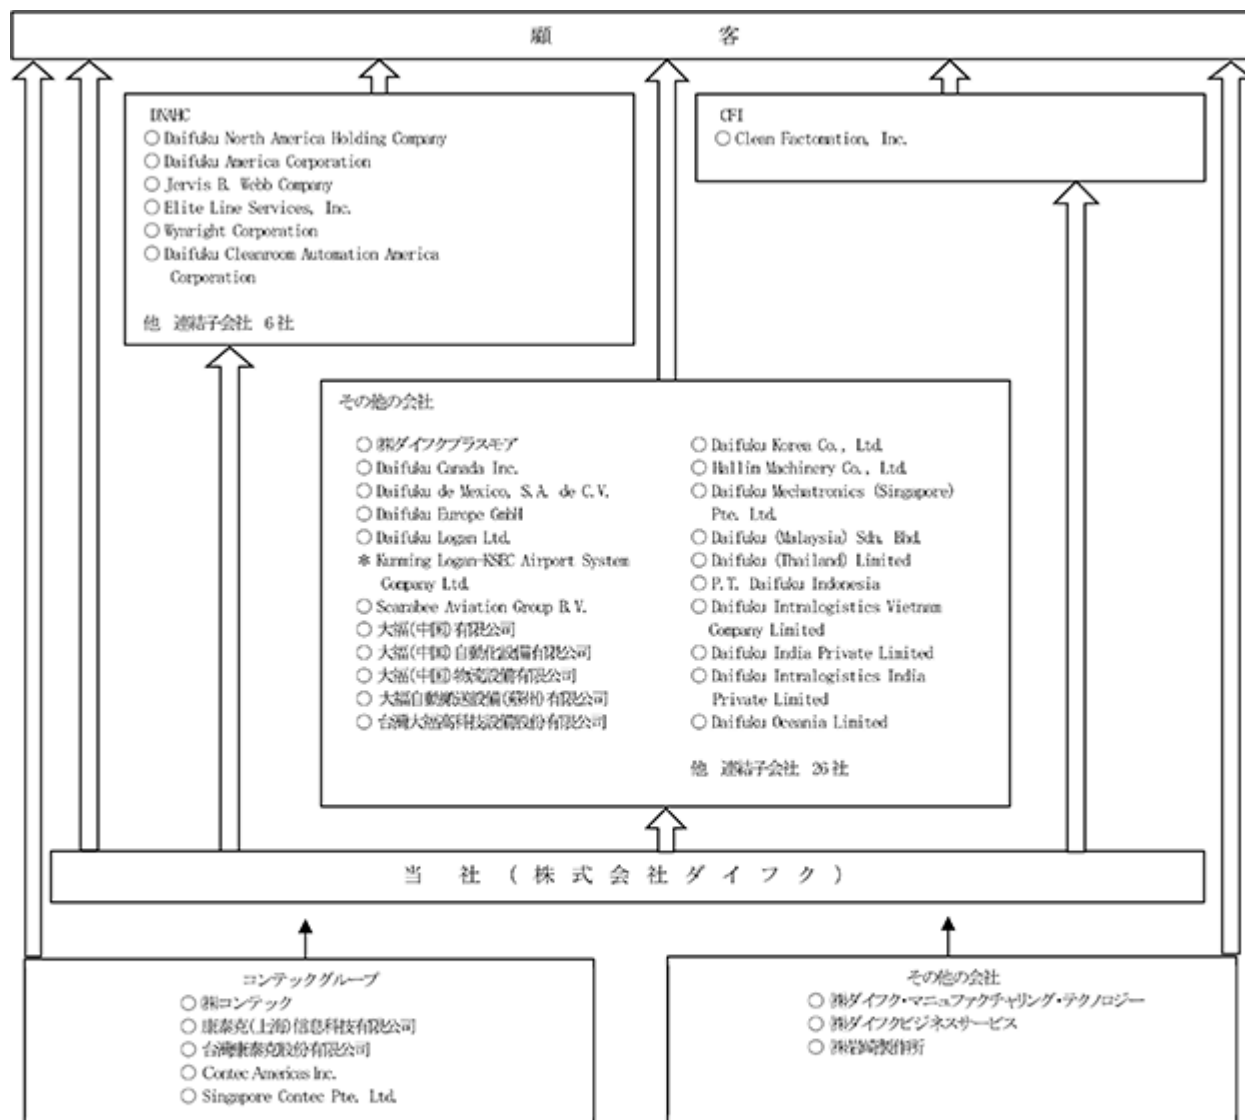 顧 客
DNAHC
○ Daifuku North America Holding Company
○ Daifuku America Corporation
○ Jervis B. Webb Company
○ Elite Line Services, Inc.
○ Wynright Corporation
○ Daifuku Cleanroom Automation America
Corporation
他 連結子会社 6社
CFI
○ Clean Factomation, Inc.
その他の会社
○ ㈱ダイフクプラスモア
○ Daifuku Canada Inc.
○ Daifuku de Mexico, S.A. de C.V.
○ Daifuku Europe GmbH
○ Daifuku Logan Ltd.
* Kunming Logan-KSEC Airport System
Company Ltd.
○ Scarabee Aviation Group B.V.
○ 大福(中国)有限公司
○ 大福(中国)自動化設備有限公司
○ 大福(中国)物流設備有限公司
○ 大福自動搬送設備(蘇州)有限公司
○ 台灣大福高科技設備股份有限公司
○ Daifuku Korea Co., Ltd.
○ Hallim Machinery Co., Ltd.
○ Daifuku Mechatronics (Singapore)
Pte. Ltd.
○ Daifuku (Malaysia) Sdn. Bhd.
○ Daifuku (Thailand) Limited
○ P.T. Daifuku Indonesia
○ Daifuku Intralogistics Vietnam
Company Limited
○ Daifuku India Private Limited
○ Daifuku Intralogistics India
Private Limited
○ Daifuku Oceania Limited
他 連結子会社 26社
当 社 ( 株 式 会 社 ダ イ フ ク )
コンテックグループ
○ ㈱コンテック
○ 康泰克(上海)信息科技有限公司
○ 台灣康泰克股份有限公司
○ Contec Americas Inc.
○ Singapore Contec Pte. Ltd.
その他の会社
○ ㈱ダイフク・マニュファクチャリング・テクノロジー
○ ㈱ダイフクビジネスサービス
○ ㈱岩崎製作所